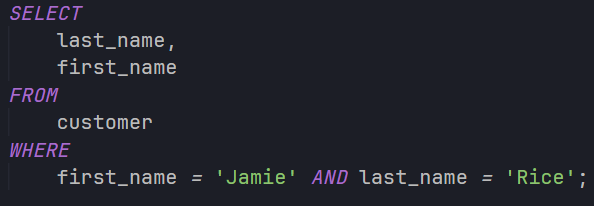 SELECT
    last_name,
    first_name
FROM
    customer
WHERE
    first_name = 'Jamie' AND last_name = 'Rice';